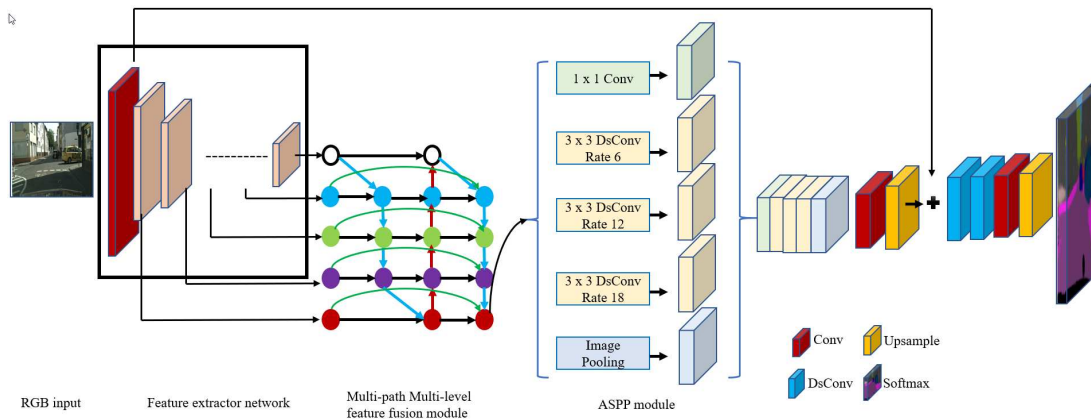 1 x 1 Conv
3 x 3 DsConv
Rate 6
3 x 3 DsConv
Rate 12
3 x 3 DsConv
Rate 18
Image
Pooling
Conv
Upsample
DsConv
Softmax
RGB input
Feature extractor network
Multi-path Multi-level
feature fusion module
ASPP module